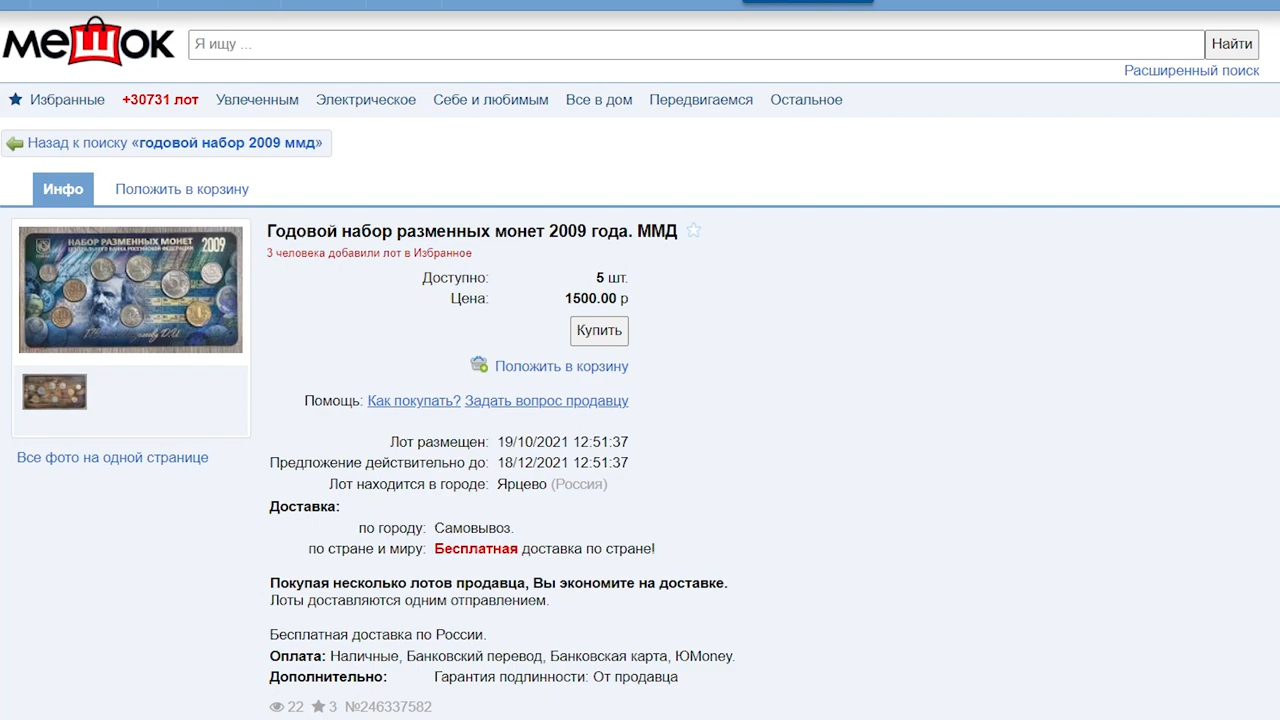 мешок
Я ищу ...
Найти
Расширенный поиск
Избранные +30731 лот Увлеченным Электрическое Себе и любимым Все в дом Передвигаемся Остальное
Назад к поиску «годовой набор 2009 ммд»
Инфо Положить в корзину
НАБОР РАЗМЕННЫХ МОНЕТ 2009
ЦЕНТРАЛЬНОГО БАНКА РОССИЙСКОЙ ФЕДЕРАЦИИ
Все фото на одной странице
Годовой набор разменных монет 2009 года. ММД
3 человека добавили лот в Избранное
Доступно: 5 шт.
Цена: 1500.00 р
Купить
Положить в корзину
Помощь: Как покупать? Задать вопрос продавцу
Лот размещен: 19/10/2021 12:51:37
Предложение действительно до: 18/12/2021 12:51:37
Лот находится в городе: Ярцево (Россия)
Доставка:
по городу: Самовывоз.
по стране и миру: Бесплатная доставка по стране!
Покупая несколько лотов продавца, Вы экономите на доставке.
Лоты доставляются одним отправлением.
Бесплатная доставка по России.
Оплата: Наличные, Банковский перевод, Банковская карта, ЮMoney.
Дополнительно: Гарантия подлинности: От продавца
22 3 №246337582